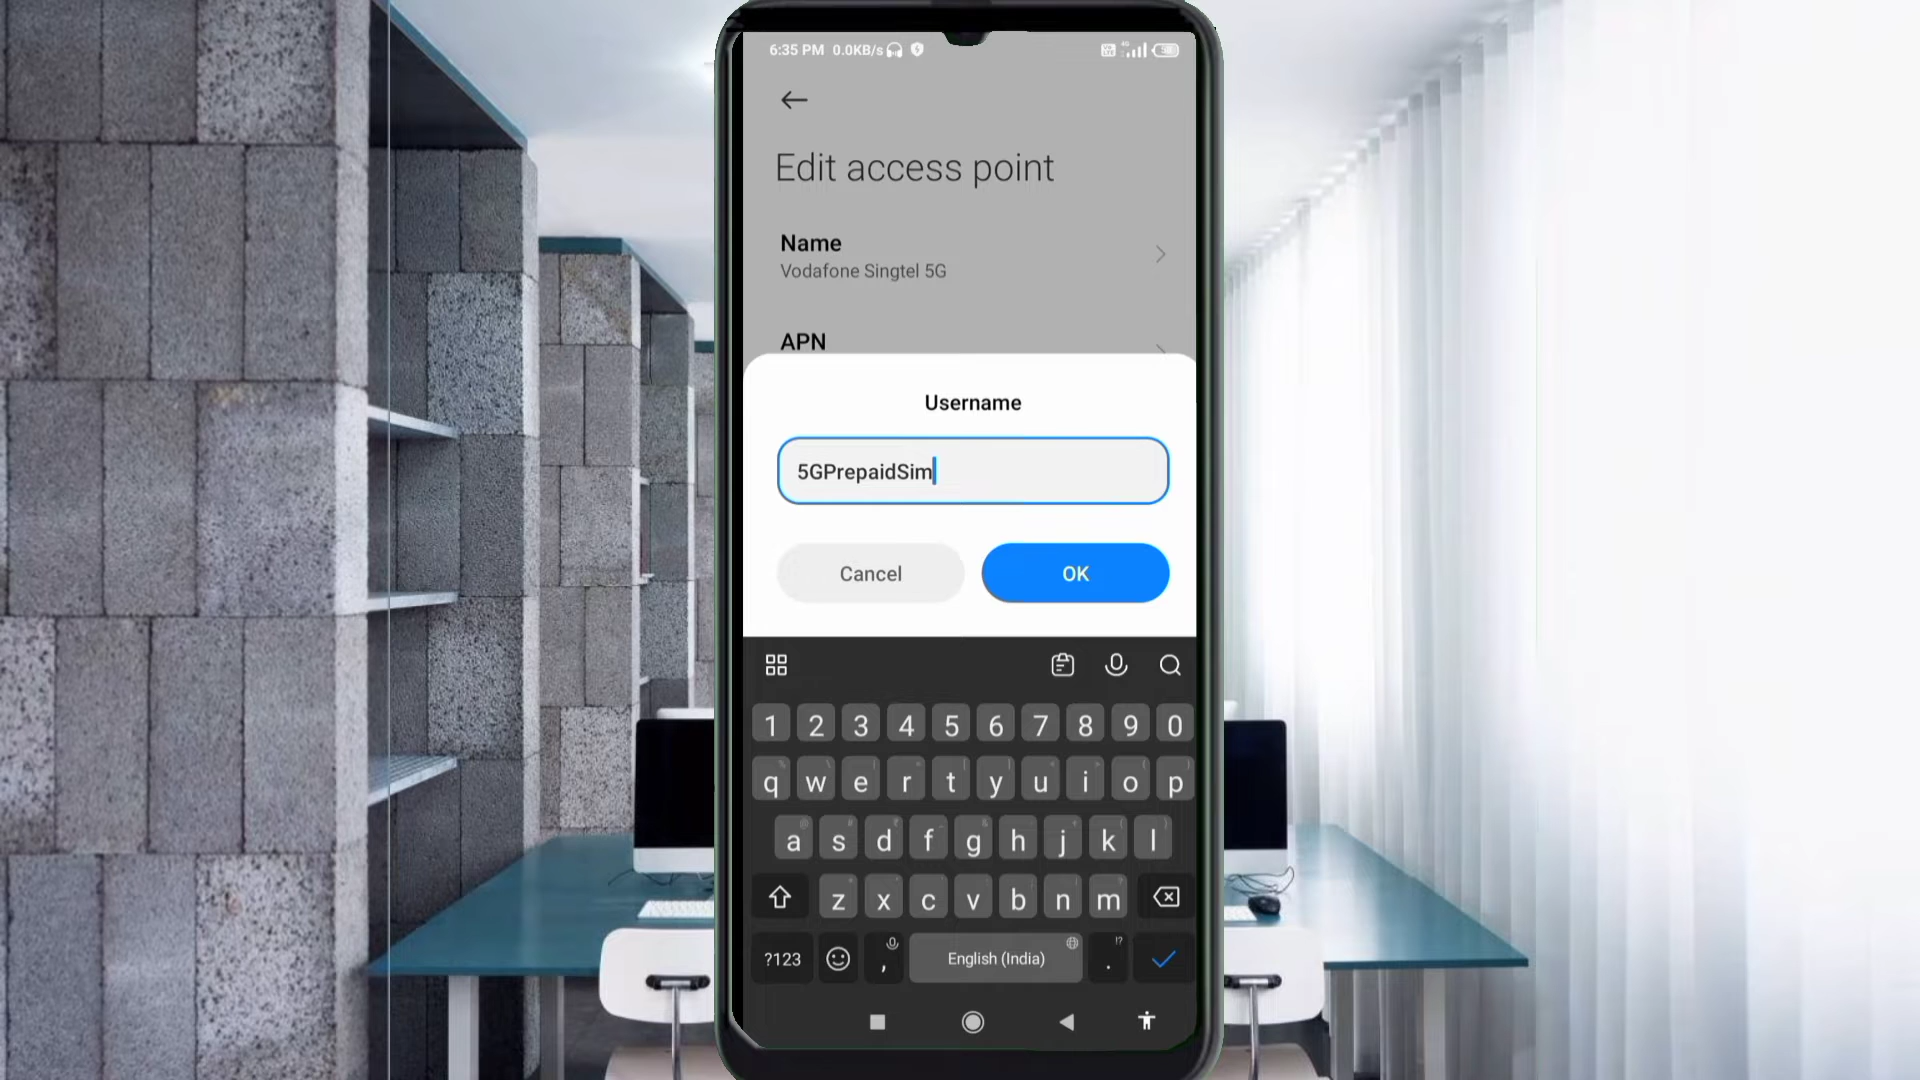 6:35 PM 0.0KB/s
Edit access point
Name
Vodafone Singtel 5G
APN
Username
5GPrepaidSim
Cancel OK
1 2 3 4 5 6 7 8 9 0
q w e r t y u i o p
a s d f g h j k l
z x c v b n m
?123 , English (India) . !?